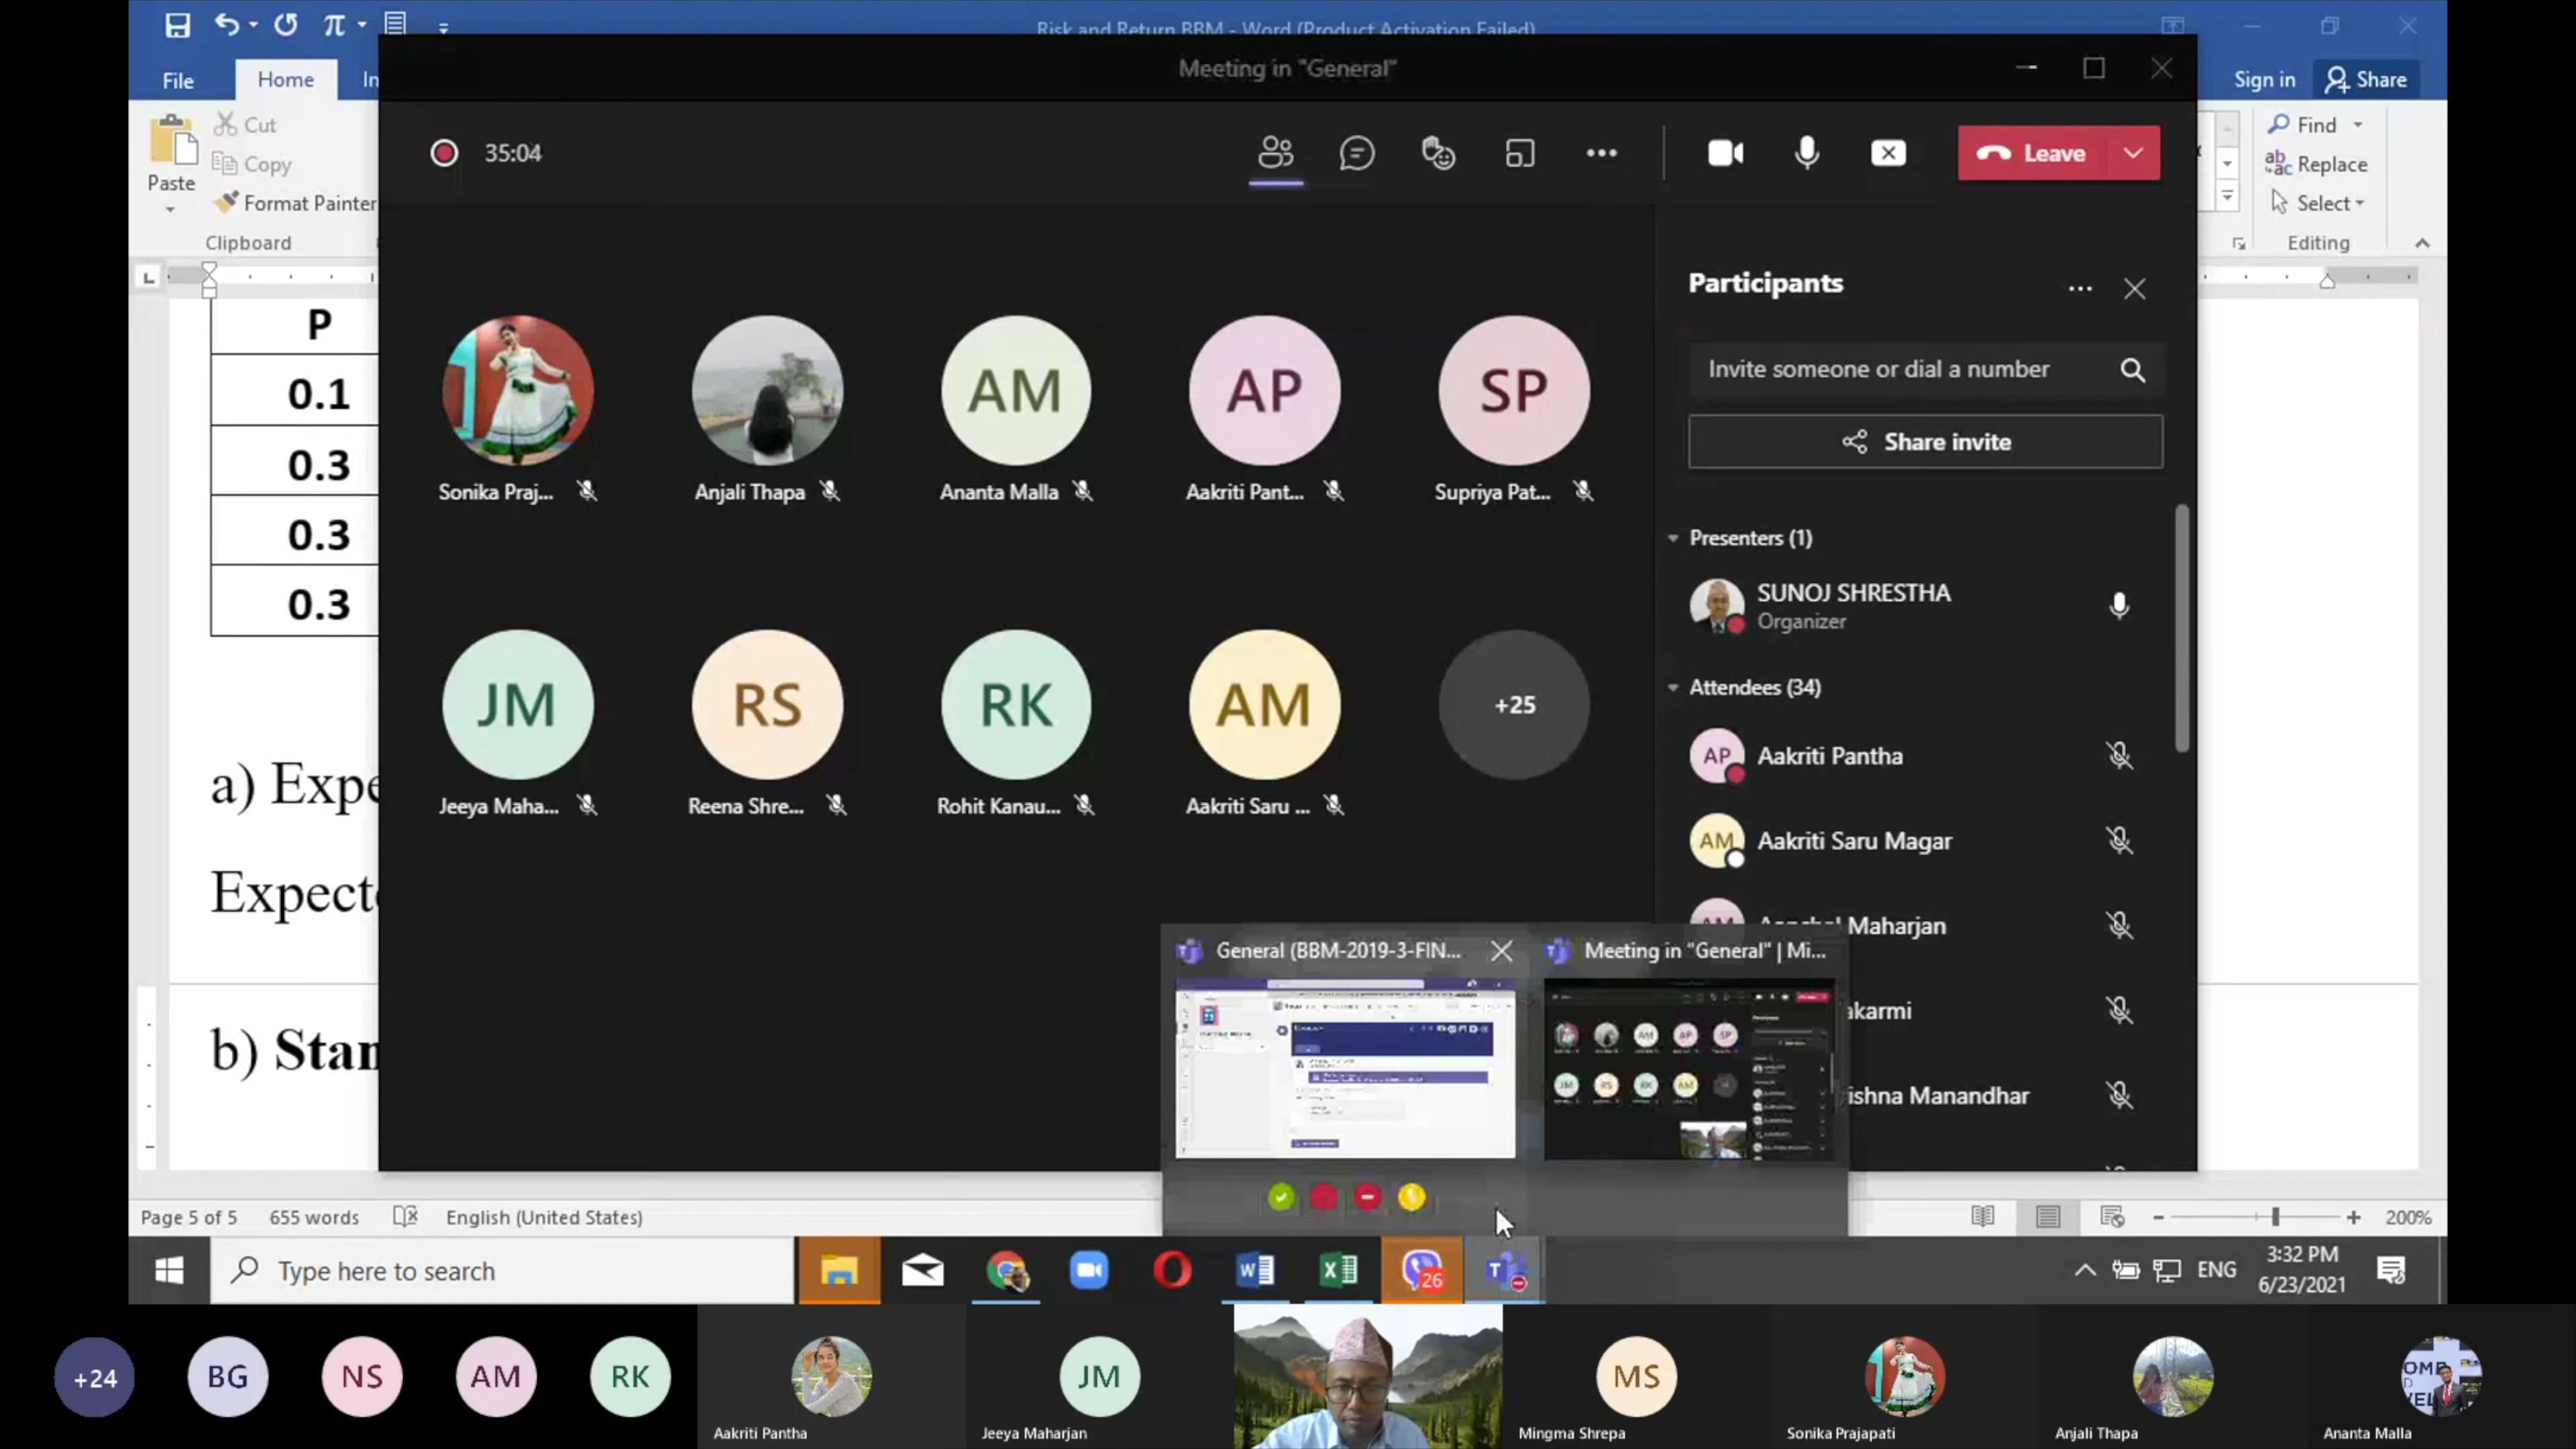 Risk and Return BBM - Word (Product Activation Failed)
File
Home
In
Sign in
Share
Meeting in "General"
Paste
Cut
Copy
Format Painter
Clipboard
Find
Replace
Select
Editing
35:04
Leave
P
0.1
0.3
0.3
0.3
a) Expe
Expect
b) Stan
Sonika Praj...
Anjali Thapa
AM
Ananta Malla
AP
Aakriti Pant...
SP
Supriya Pat...
JM
Jeeya Maha...
RS
Reena Shre...
RK
Rohit Kanau...
AM
Aakriti Saru ...
+25
Participants
Invite someone or dial a number
Share invite
Presenters (1)
SUNOJ SHRESTHA
Organizer
Attendees (34)
AP
Aakriti Pantha
AM
Aakriti Saru Magar
Maharjan
akarmi
ishna Manandhar
General (BBM-2019-3-FIN...
Meeting in "General" | Mi...
Page 5 of 5
655 words
English (United States)
200%
Type here to search
26
ENG
3:32 PM
6/23/2021
+24
BG
NS
AM
RK
Aakriti Pantha
JM
Jeeya Maharjan
MS
Mingma Shrepa
Sonika Prajapati
Anjali Thapa
Ananta Malla